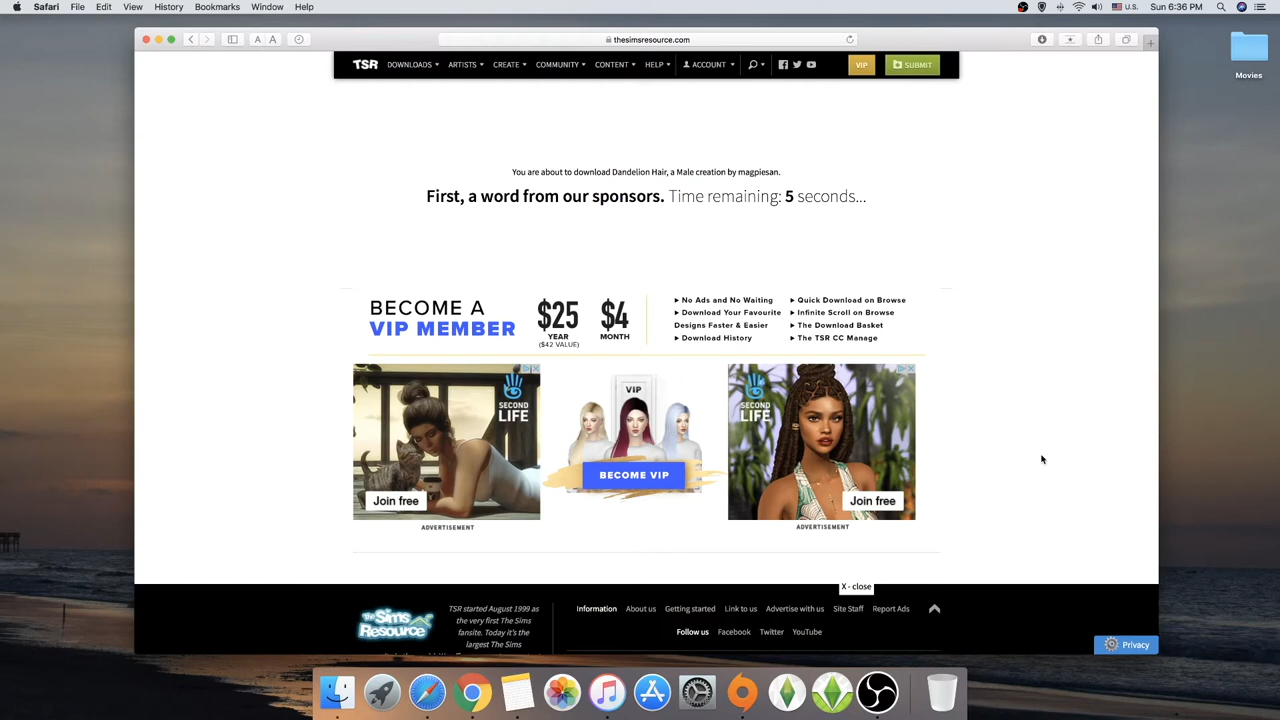 Safari File Edit View History Bookmarks Window Help U.S. Sun 6:36 PM
thesimsresource.com
Movies
TSR DOWNLOADS ARTISTS CREATE COMMUNITY CONTENT HELP ACCOUNT VIP SUBMIT
You are about to download Dandelion Hair, a Male creation by magpiesan.
First, a word from our sponsors. Time remaining: 5 seconds...
BECOME A
VIP MEMBER
$25
YEAR
($42 VALUE)
$4
MONTH
No Ads and No Waiting
Download Your Favourite
Designs Faster & Easier
Download History
Quick Download on Browse
Infinite Scroll on Browse
The Download Basket
The TSR CC Manage
SECOND
LIFE
Join free
ADVERTISEMENT
VIP
BECOME VIP
SECOND
LIFE
Join free
ADVERTISEMENT
X - close
The Sims
Resource
TSR started August 1999 as
the very first The Sims
fansite. Today it's the
largest The Sims
Information About us Getting started Link to us Advertise with us Site Staff Report Ads
Follow us Facebook Twitter YouTube
Privacy